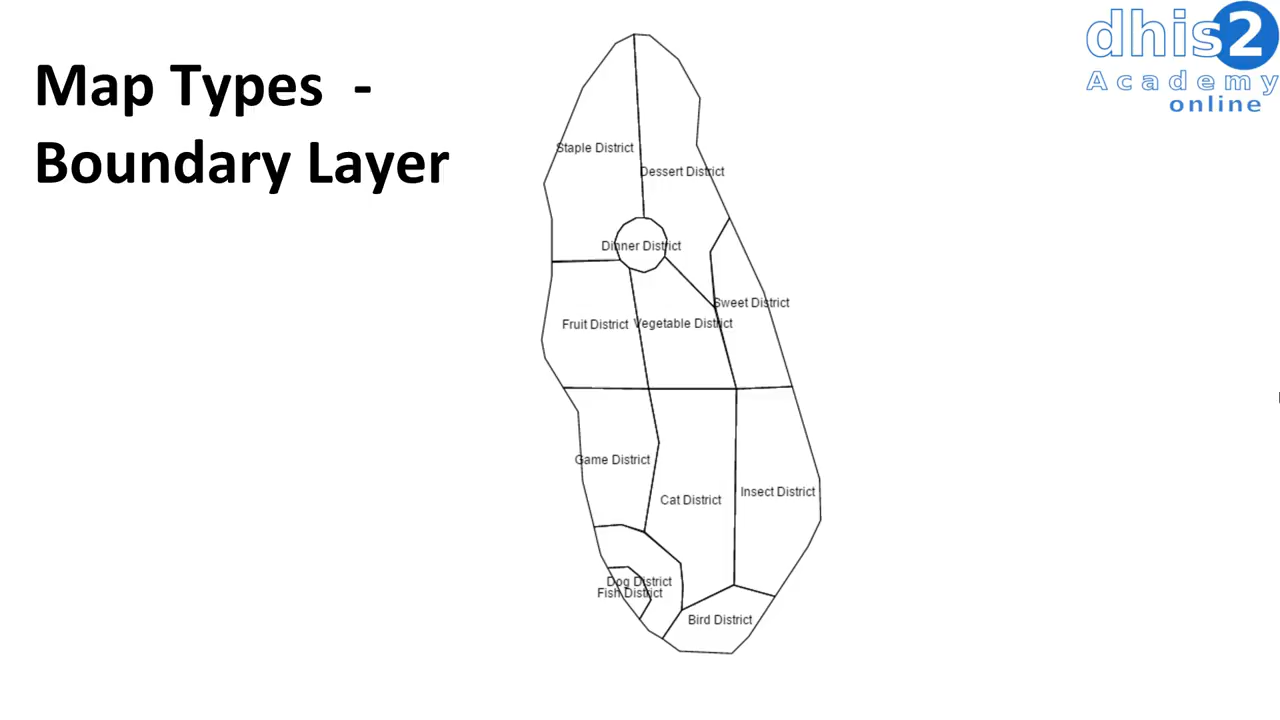 Map Types -
Boundary Layer
dhis2
Academy
online
Staple District
Dessert District
Dinner District
Sweet District
Fruit District
Vegetable District
Game District
Insect District
Cat District
Dog District
Fish District
Bird District